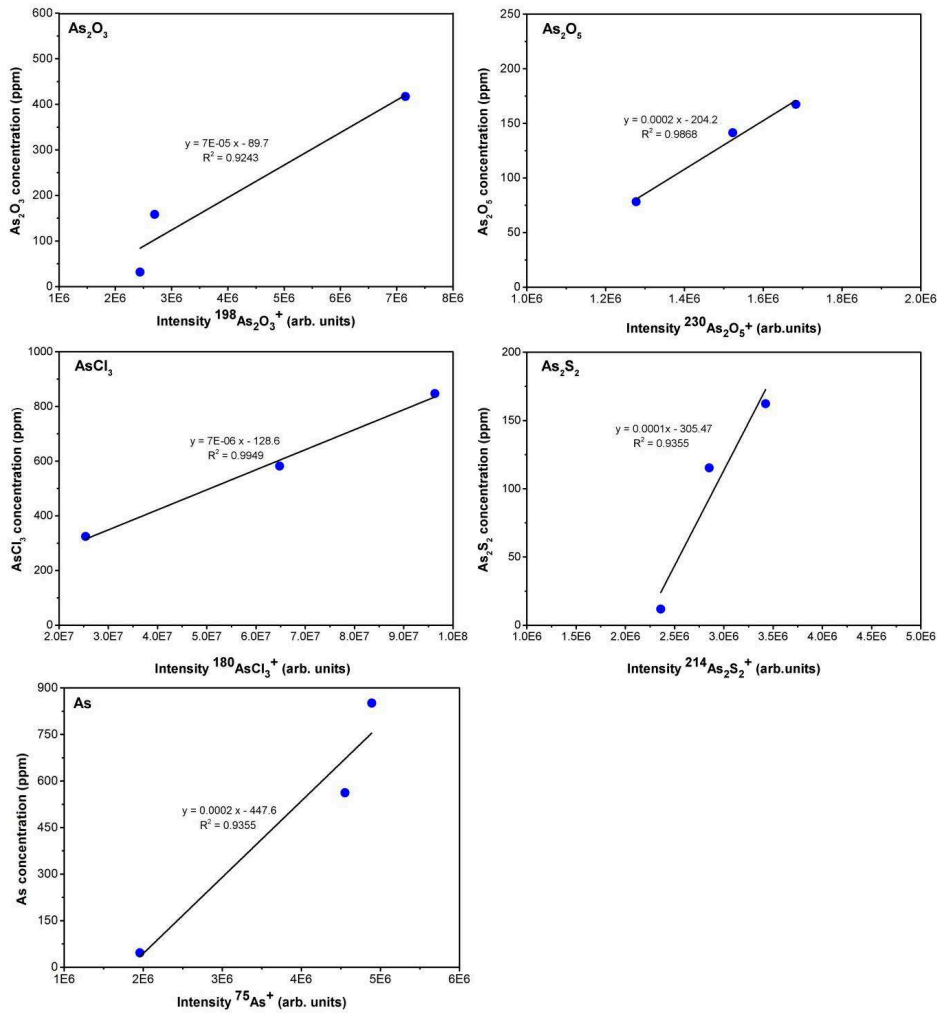 As₂O₃
As₂O₃ concentration (ppm)
600
500
400
300
200
100
0
y = 7E-05 x - 89.7
R² = 0.9243
1E6 2E6 3E6 4E6 5E6 6E6 7E6 8E6
Intensity ¹⁹⁸As₂O₃⁺ (arb. units)
As₂O₅
As₂O₅ concentration (ppm)
250
200
150
100
50
0
y = 0.0002 x - 204.2
R² = 0.9868
1.0E6 1.2E6 1.4E6 1.6E6 1.8E6 2.0E6
Intensity ²³⁰As₂O₅⁺ (arb.units)
AsCl₃
AsCl₃ concentration (ppm)
1000
800
600
400
200
0
y = 7E-06 x - 128.6
R² = 0.9949
2.0E7 3.0E7 4.0E7 5.0E7 6.0E7 7.0E7 8.0E7 9.0E7 1.0E8
Intensity ¹⁸⁰AsCl₃⁺ (arb. units)
As₂S₂
As₂S₂ concentration (ppm)
200
150
100
50
0
y = 0.0001x - 305.47
R² = 0.9355
1.0E6 1.5E6 2.0E6 2.5E6 3.0E6 3.5E6 4.0E6 4.5E6 5.0E6
Intensity ²¹⁴As₂S₂⁺ (arb.units)
As
As concentration (ppm)
900
750
600
450
300
150
0
y = 0.0002 x - 447.6
R² = 0.9355
1E6 2E6 3E6 4E6 5E6 6E6
Intensity ⁷⁵As⁺ (arb. units)